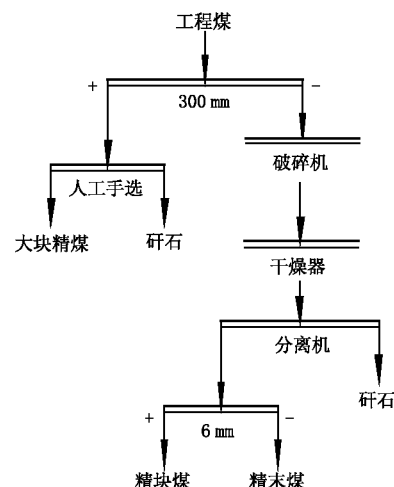 工程煤
+
−
300 mm
破碎机
人工手选
大块精煤
矸石
干燥器
分离机
矸石
+
−
6 mm
精块煤
精末煤